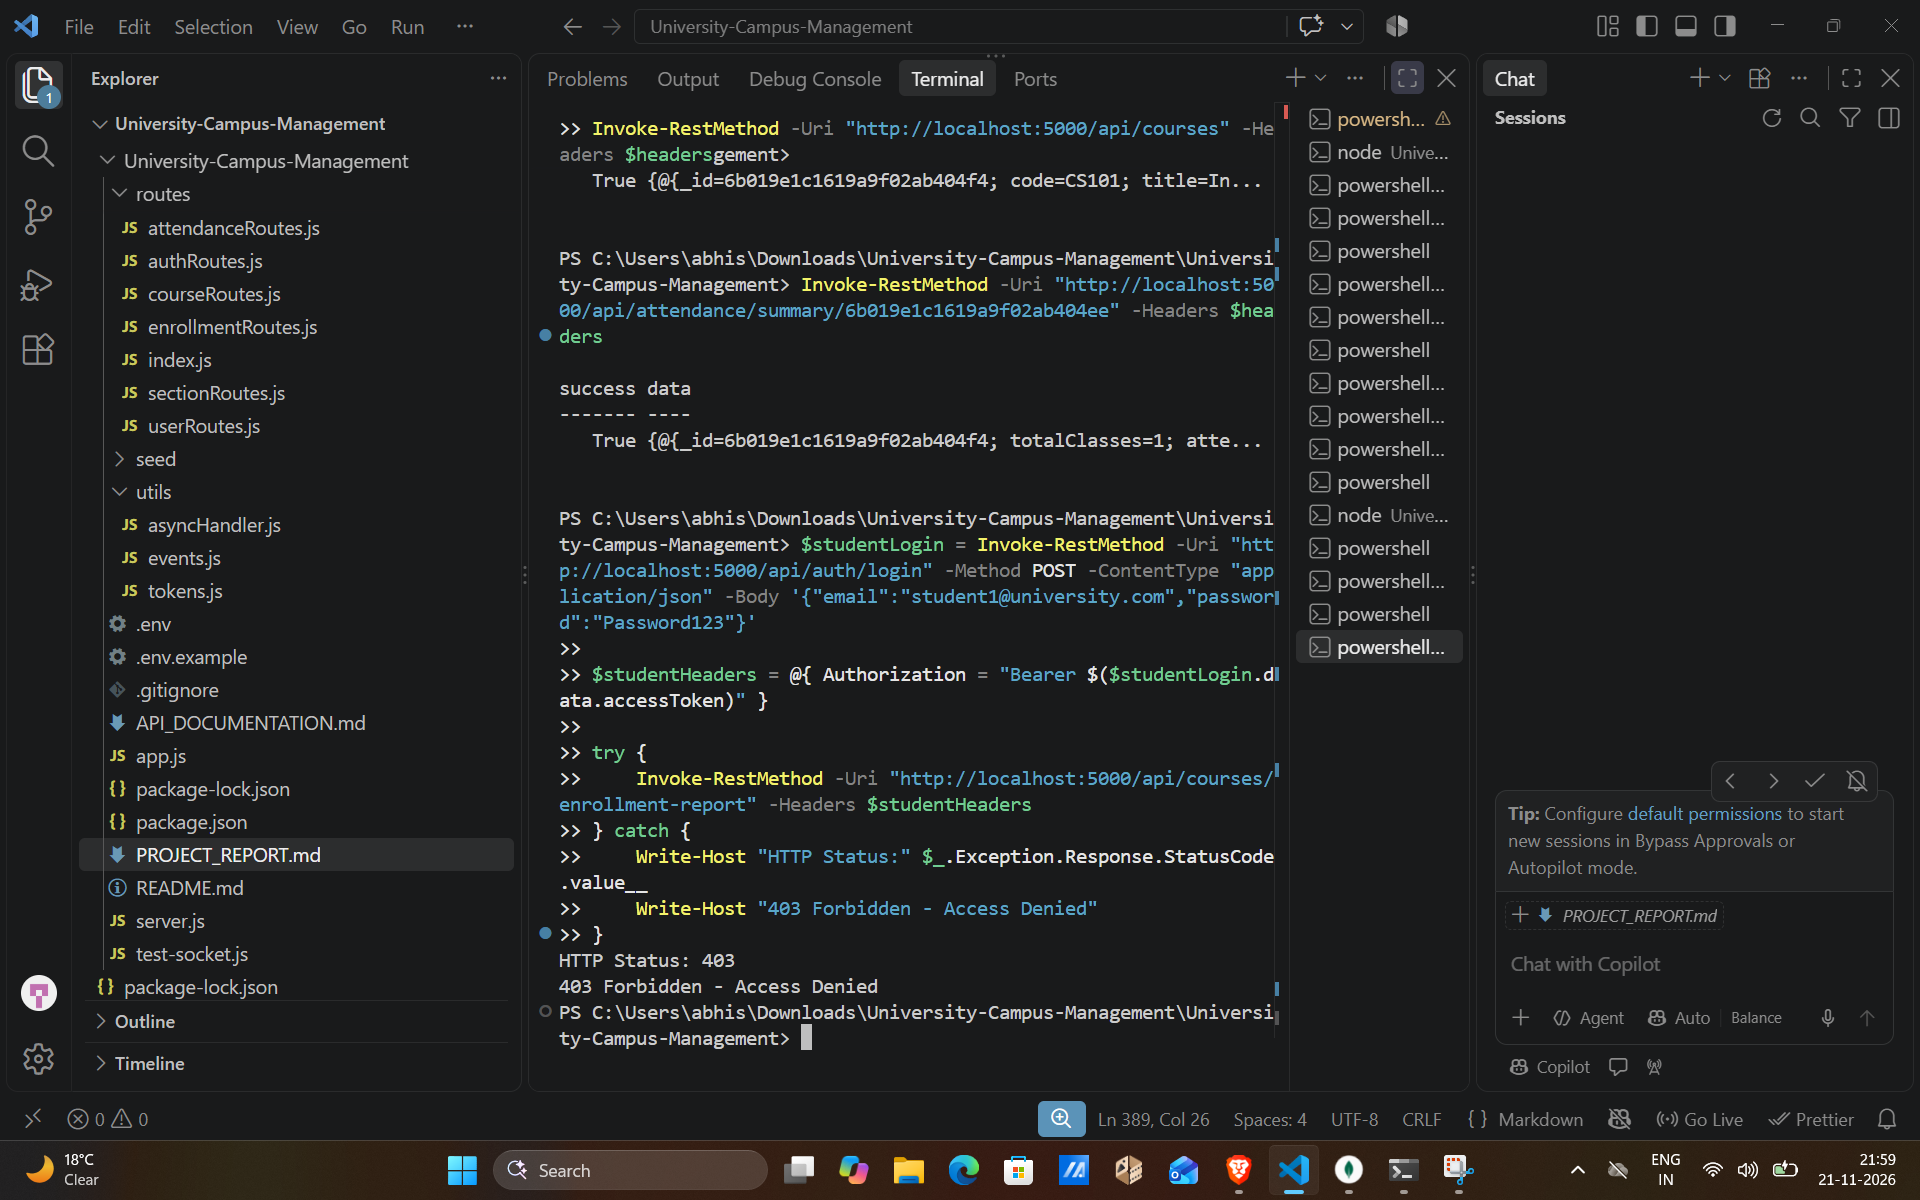 File Edit Selection View Go Run ···
University-Campus-Management
Explorer
1
University-Campus-Management
University-Campus-Management
routes
JS attendanceRoutes.js
JS authRoutes.js
JS courseRoutes.js
JS enrollmentRoutes.js
JS index.js
JS sectionRoutes.js
JS userRoutes.js
seed
utils
JS asyncHandler.js
JS events.js
JS tokens.js
.env
.env.example
.gitignore
API_DOCUMENTATION.md
JS app.js
{} package-lock.json
{} package.json
PROJECT_REPORT.md
README.md
JS server.js
JS test-socket.js
{} package-lock.json
Outline
Timeline
Problems Output Debug Console Terminal Ports
>> Invoke-RestMethod -Uri "http://localhost:5000/api/courses" -He
aders $headersgement>
True {@{_id=6b019e1c1619a9f02ab404f4; code=CS101; title=In...
PS C:\Users\abhis\Downloads\University-Campus-Management\Universi
ty-Campus-Management> Invoke-RestMethod -Uri "http://localhost:50
00/api/attendance/summary/6b019e1c1619a9f02ab404ee" -Headers $hea
ders
success data
------- ----
True {@{_id=6b019e1c1619a9f02ab404f4; totalClasses=1; atte...
PS C:\Users\abhis\Downloads\University-Campus-Management\Universi
ty-Campus-Management> $studentLogin = Invoke-RestMethod -Uri "htt
p://localhost:5000/api/auth/login" -Method POST -ContentType "app
lication/json" -Body '{"email":"student1@university.com","passwor
d":"Password123"}'
>>
>> $studentHeaders = @{ Authorization = "Bearer $($studentLogin.d
ata.accessToken)" }
>>
>> try {
>>     Invoke-RestMethod -Uri "http://localhost:5000/api/courses/
enrollment-report" -Headers $studentHeaders
>> } catch {
>>     Write-Host "HTTP Status:" $_.Exception.Response.StatusCode
.value__
>>     Write-Host "403 Forbidden - Access Denied"
>> }
HTTP Status: 403
403 Forbidden - Access Denied
PS C:\Users\abhis\Downloads\University-Campus-Management\Universi
ty-Campus-Management>
powersh...
node Unive...
powershell...
powershell...
powershell
powershell...
powershell...
powershell
powershell...
powershell...
powershell...
powershell
node Unive...
powershell
powershell...
powershell
powershell...
Chat
Sessions
Tip: Configure default permissions to start
new sessions in Bypass Approvals or
Autopilot mode.
PROJECT_REPORT.md
Chat with Copilot
Agent Auto Balance
Copilot
0 0
Ln 389, Col 26 Spaces: 4 UTF-8 CRLF {} Markdown Go Live Prettier
18°C
Clear
Search
ENG
IN
21:59
21-11-2026